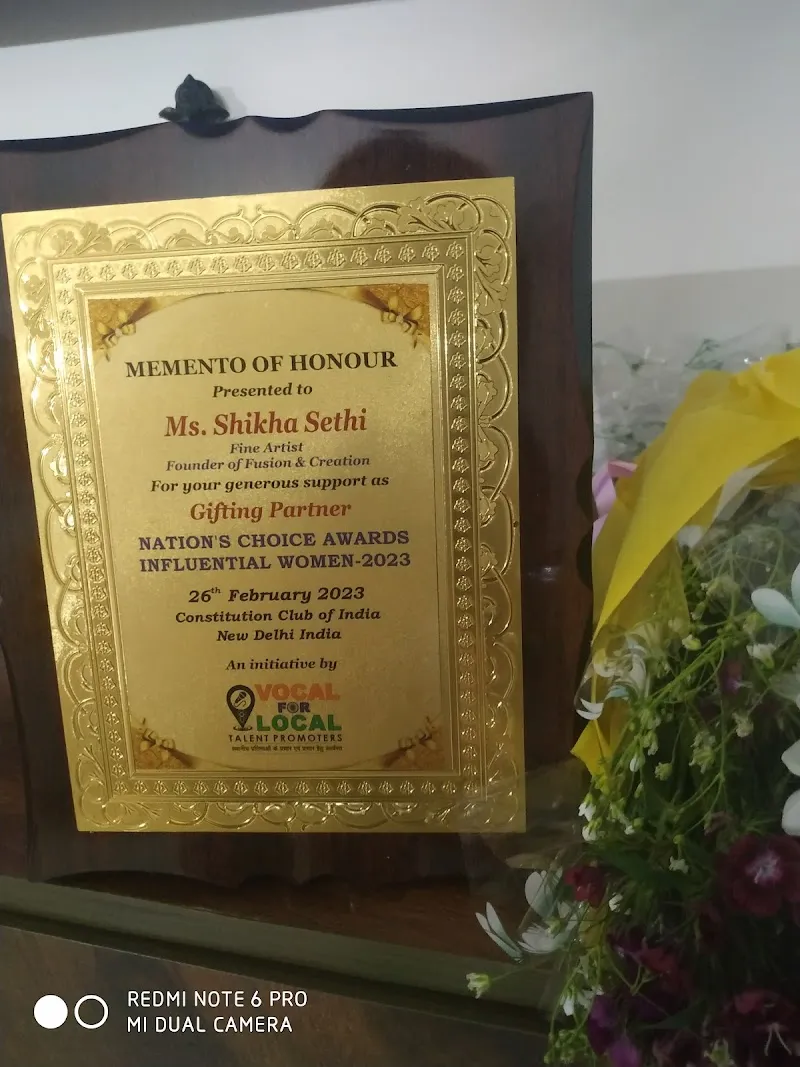 MEMENTO OF HONOUR
Presented to
Ms. Shikha Sethi
Fine Artist
Founder of Fusion & Creation
For your generous support as
Gifting Partner
NATION'S CHOICE AWARDS
INFLUENTIAL WOMEN-2023
26th February 2023
Constitution Club of India
New Delhi India
An initiative by
VOCAL
FOR
LOCAL
TALENT PROMOTERS
REDMI NOTE 6 PRO
MI DUAL CAMERA